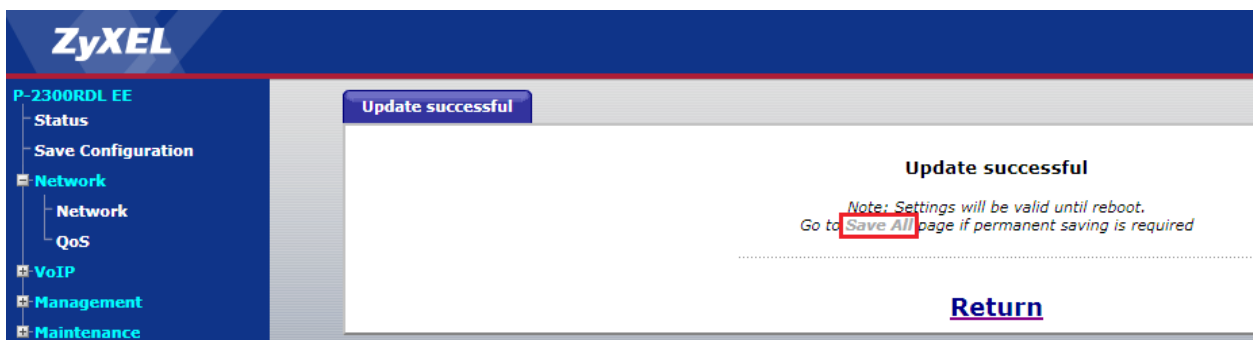 ZyXEL
P-2300RDL EE
Status
Save Configuration
Network
Network
QoS
VoIP
Management
Maintenance
Update successful
Update successful
Note: Settings will be valid until reboot.
Go to Save All page if permanent saving is required
Return